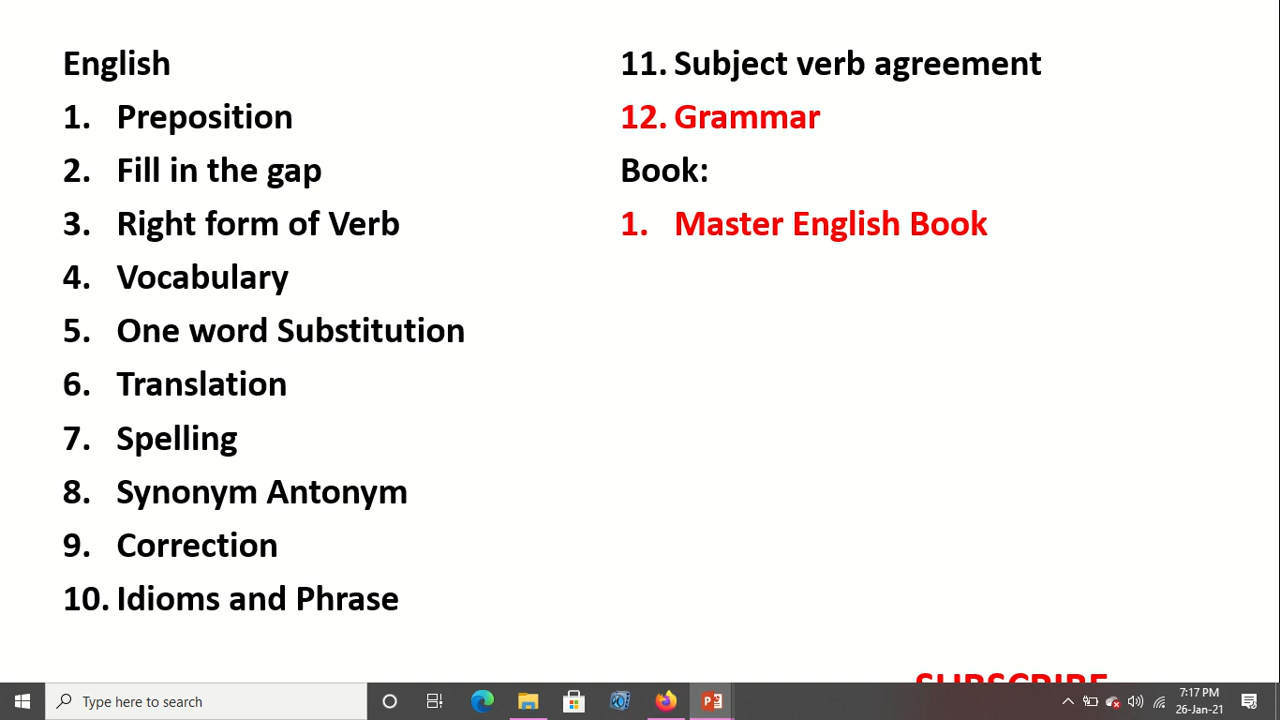 English
1. Preposition
2. Fill in the gap
3. Right form of Verb
4. Vocabulary
5. One word Substitution
6. Translation
7. Spelling
8. Synonym Antonym
9. Correction
10. Idioms and Phrase
11. Subject verb agreement
12. Grammar
Book:
1. Master English Book
SUBSCRIBE
Type here to search
7:17 PM
26-Jan-21